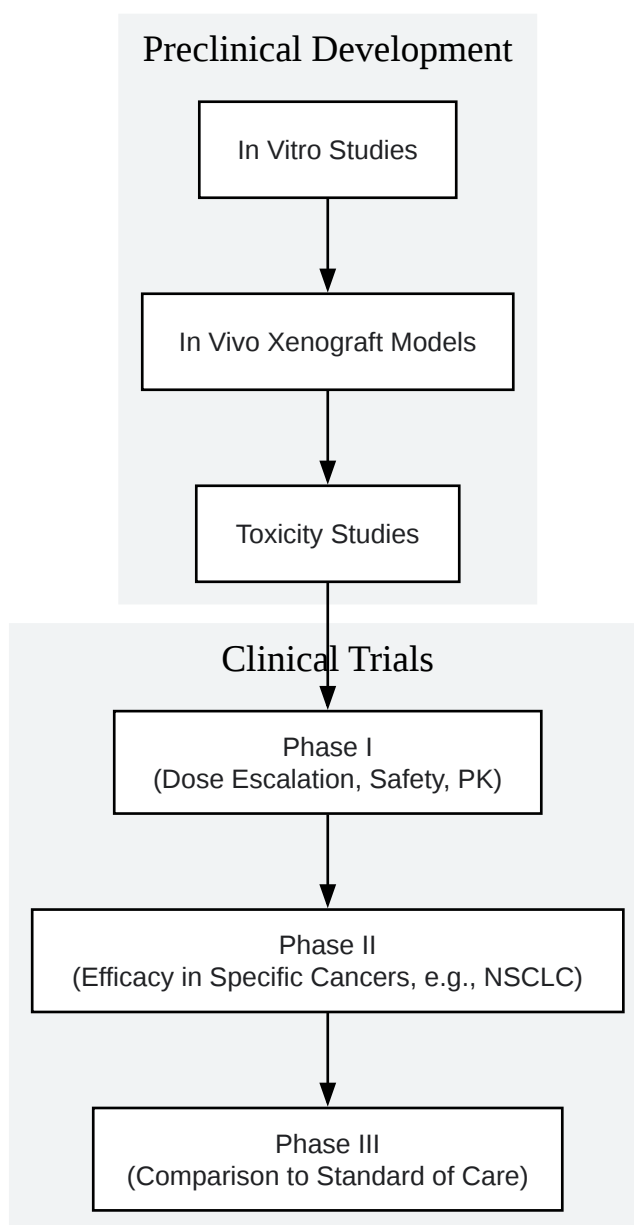 Preclinical Development
In Vitro Studies
In Vivo Xenograft Models
Toxicity Studies
Clinical Trials
Phase I
(Dose Escalation, Safety, PK)
Phase II
(Efficacy in Specific Cancers, e.g., NSCLC)
Phase III
(Comparison to Standard of Care)